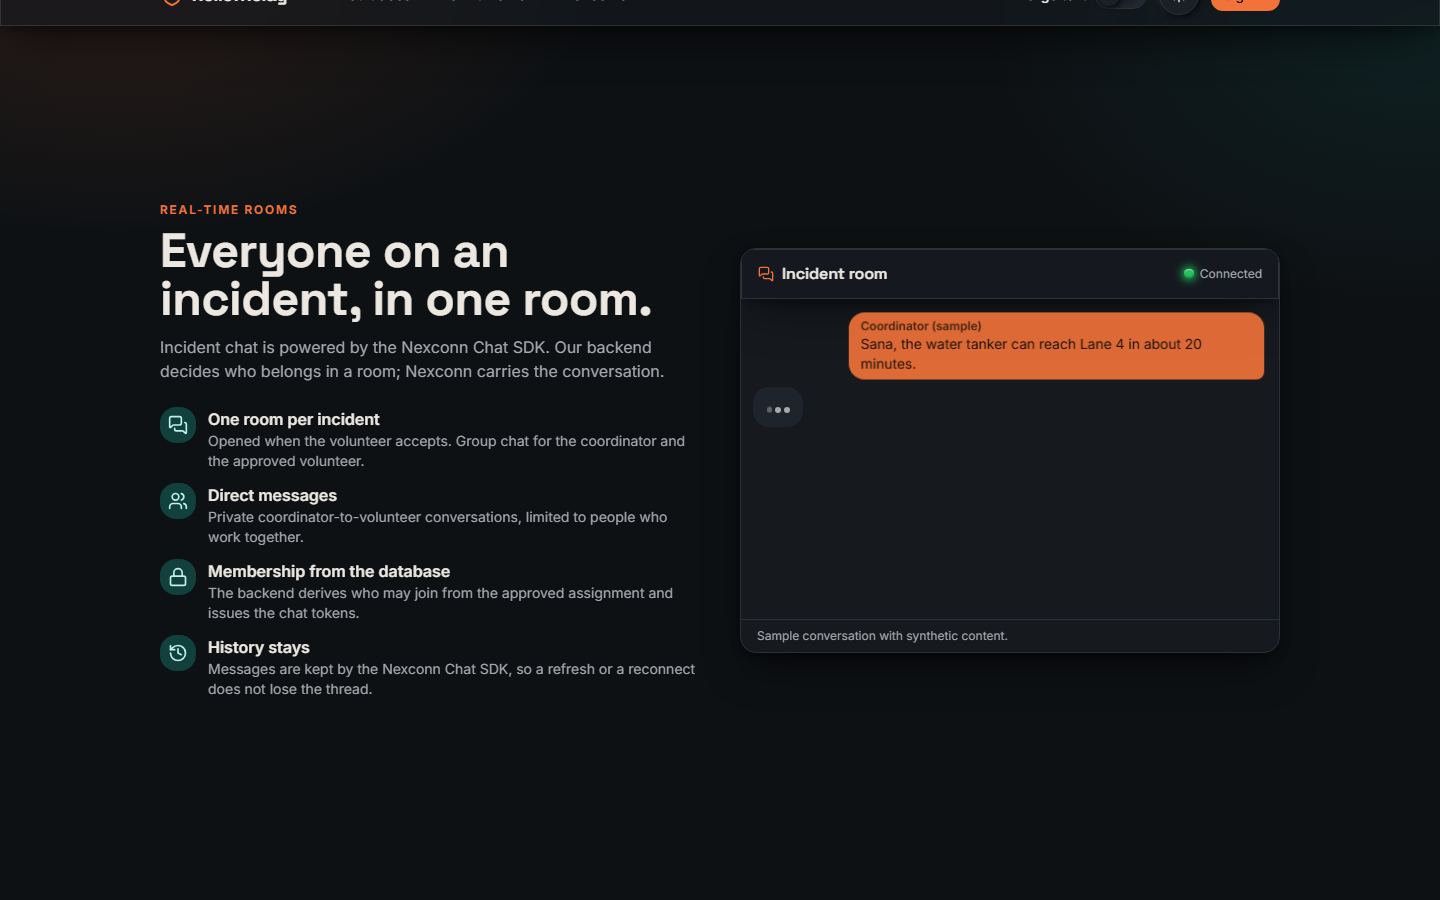 REAL-TIME ROOMS
Everyone on an
incident, in one room.
Incident chat is powered by the Nexconn Chat SDK. Our backend
decides who belongs in a room; Nexconn carries the conversation.
One room per incident
Opened when the volunteer accepts. Group chat for the coordinator and
the approved volunteer.
Direct messages
Private coordinator-to-volunteer conversations, limited to people who
work together.
Membership from the database
The backend derives who may join from the approved assignment and
issues the chat tokens.
History stays
Messages are kept by the Nexconn Chat SDK, so a refresh or a reconnect
does not lose the thread.
Incident room
Connected
Coordinator (sample)
Sana, the water tanker can reach Lane 4 in about 20
minutes.
Sample conversation with synthetic content.